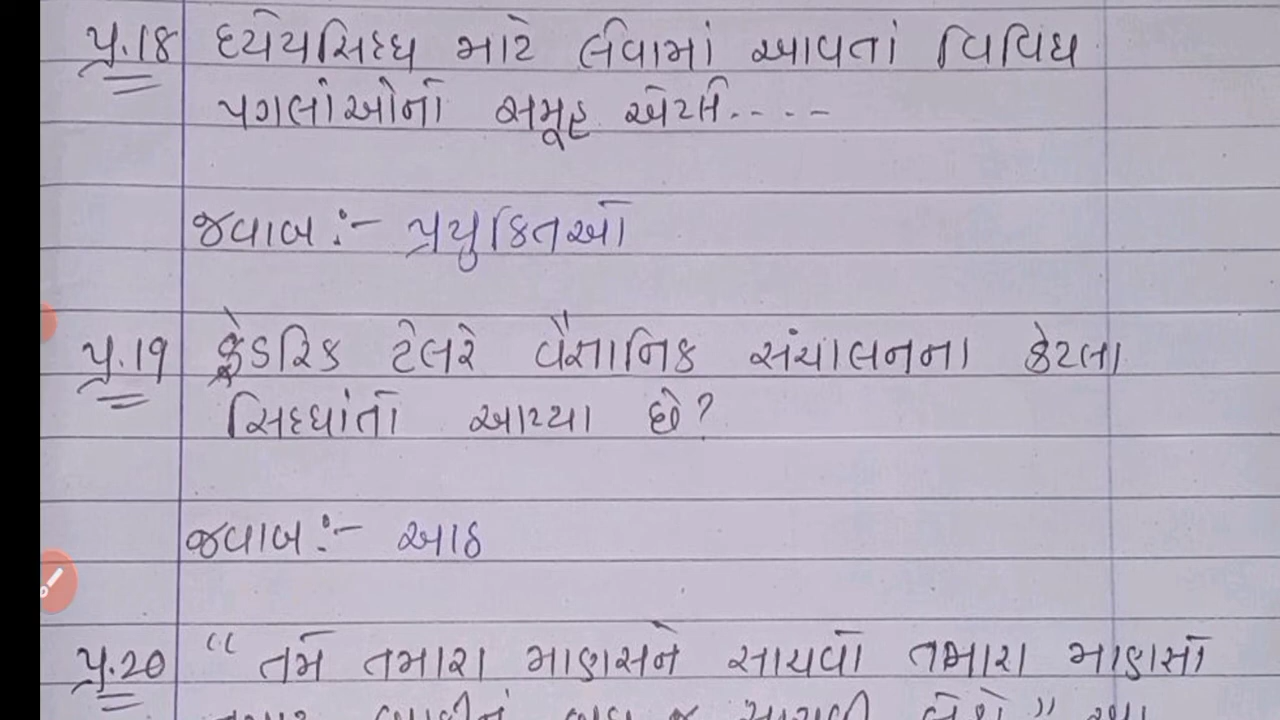 પ્ર.18 ધ્યેયસિધ્ધ માટે લેવામાં આવતાં વિવિધ
પગલાંઓનો સમૂહ એટલે....
જવાબ :- પ્રયુકિતઓ
પ્ર.19 ફ્રેડરિક ટેલરે વૈજ્ઞાનિક સંચાલનના કેટલા
સિધ્ધાંતો આપ્યા છે?
જવાબ :- આઠ
પ્ર.20 “ તમે તમારા માણસને સાચવો તમારા માણસો